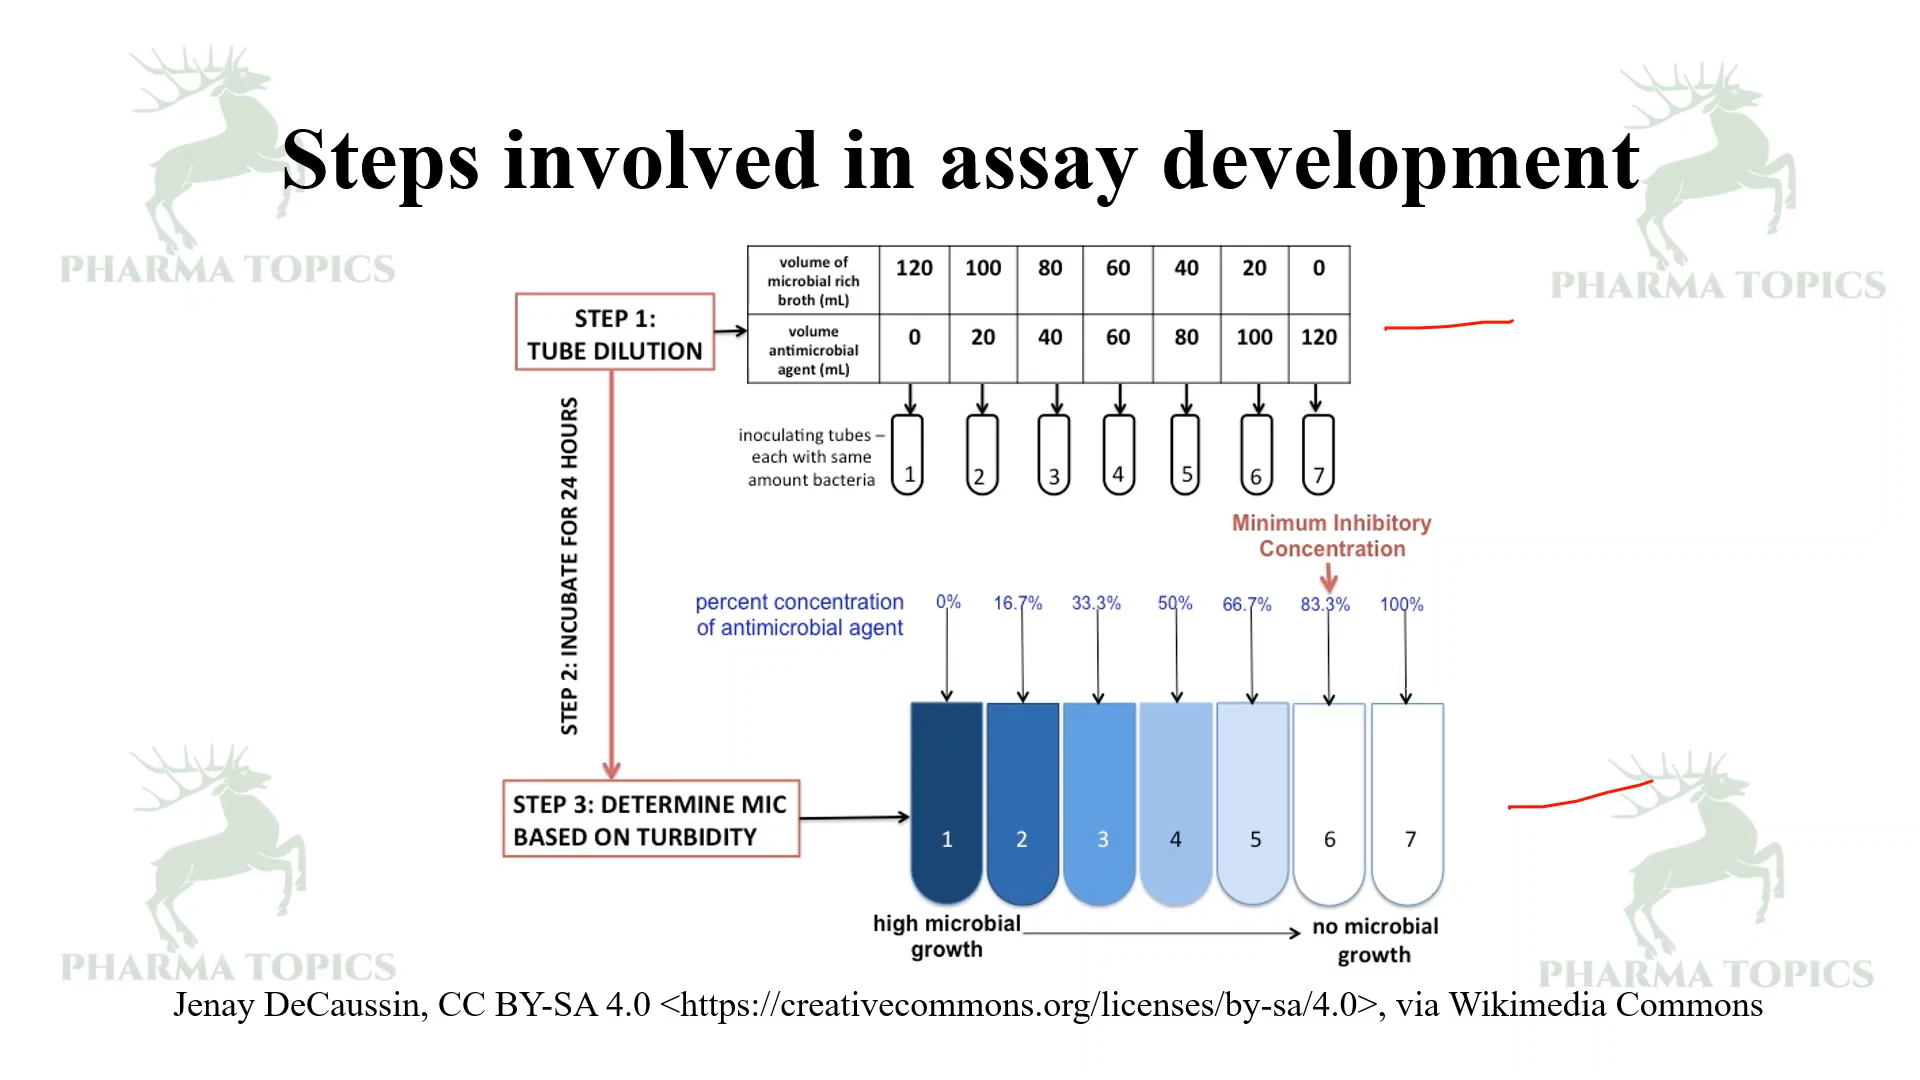 Steps involved in assay development
PHARMA TOPICS
PHARMA TOPICS
STEP 1:
TUBE DILUTION
volume of
microbial rich
broth (mL)
120 100 80 60 40 20 0
volume
antimicrobial
agent (mL)
0 20 40 60 80 100 120
inoculating tubes –
each with same
amount bacteria
1 2 3 4 5 6 7
STEP 2: INCUBATE FOR 24 HOURS
Minimum Inhibitory
Concentration
percent concentration
of antimicrobial agent
0% 16.7% 33.3% 50% 66.7% 83.3% 100%
STEP 3: DETERMINE MIC
BASED ON TURBIDITY
1 2 3 4 5 6 7
high microbial
growth
no microbial
growth
PHARMA TOPICS
PHARMA TOPICS
Jenay DeCaussin, CC BY-SA 4.0 <https://creativecommons.org/licenses/by-sa/4.0>, via Wikimedia Commons